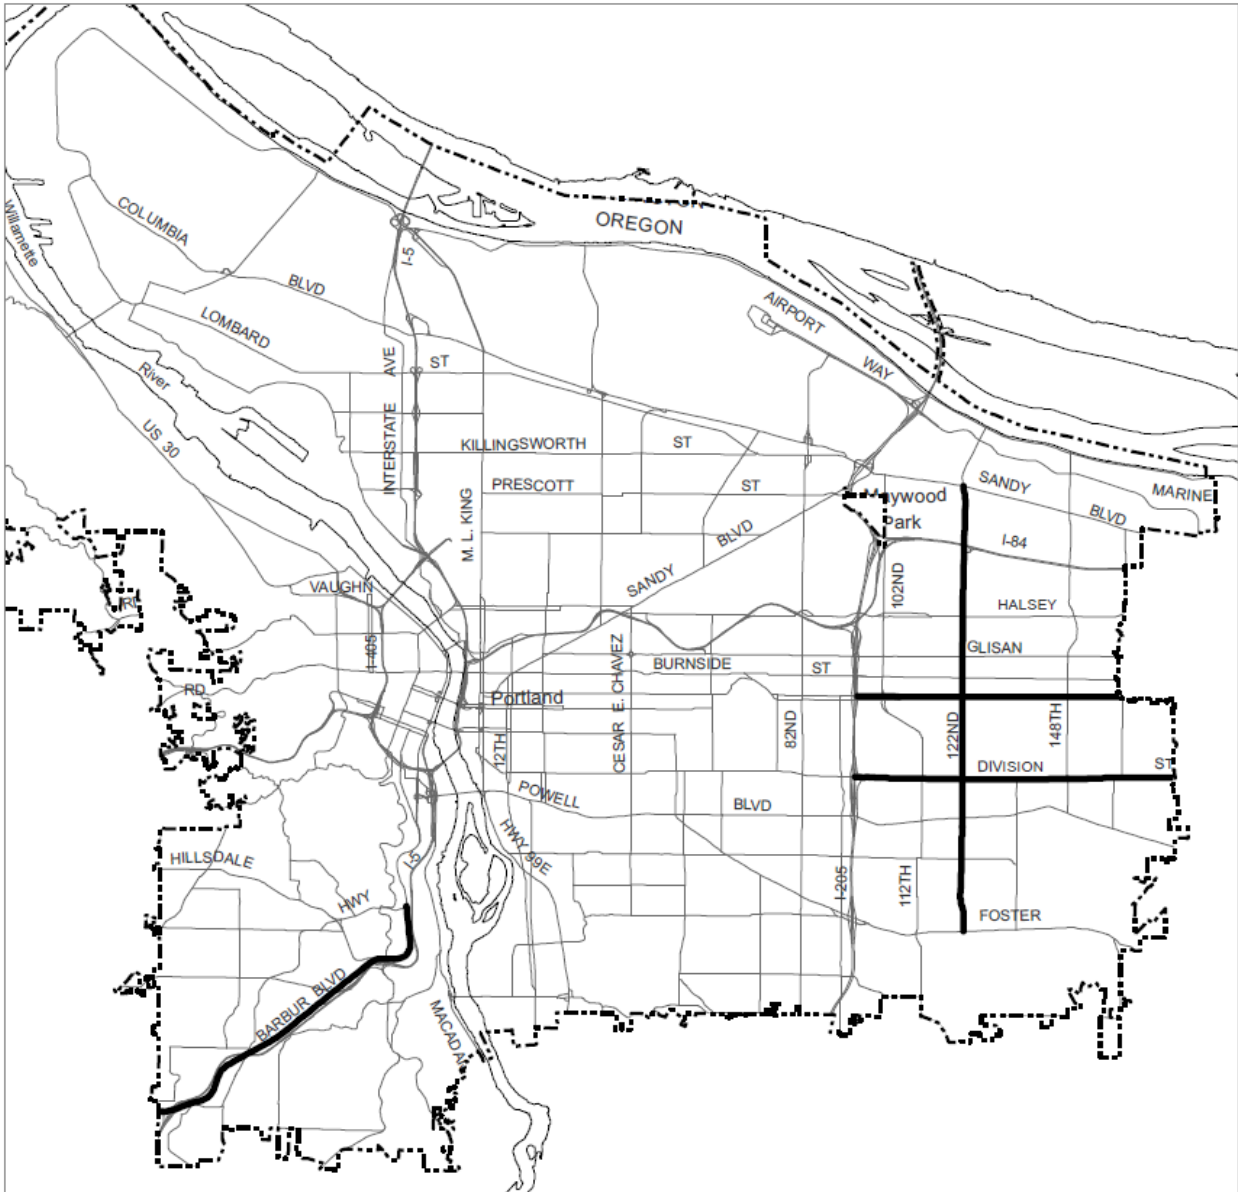 OREGON
Willamette
COLUMBIA
BLVD
I-5
AIRPORT
WAY
LOMBARD
ST
INTERSTATE AVE
River
US 30
KILLINGSWORTH
ST
PRESCOTT
ST
M. L. KING
SANDY
BLVD
MARINE
Maywood
Park
I-84
SANDY
BLVD
VAUGHN
102ND
HALSEY
RD
I-405
GLISAN
BURNSIDE
ST
CESAR E. CHAVEZ
RD
Portland
12TH
82ND
122ND
148TH
DIVISION
ST
POWELL
BLVD
HWY 99E
HILLSDALE
HWY
I-5
I-205
112TH
FOSTER
BARBUR BLVD